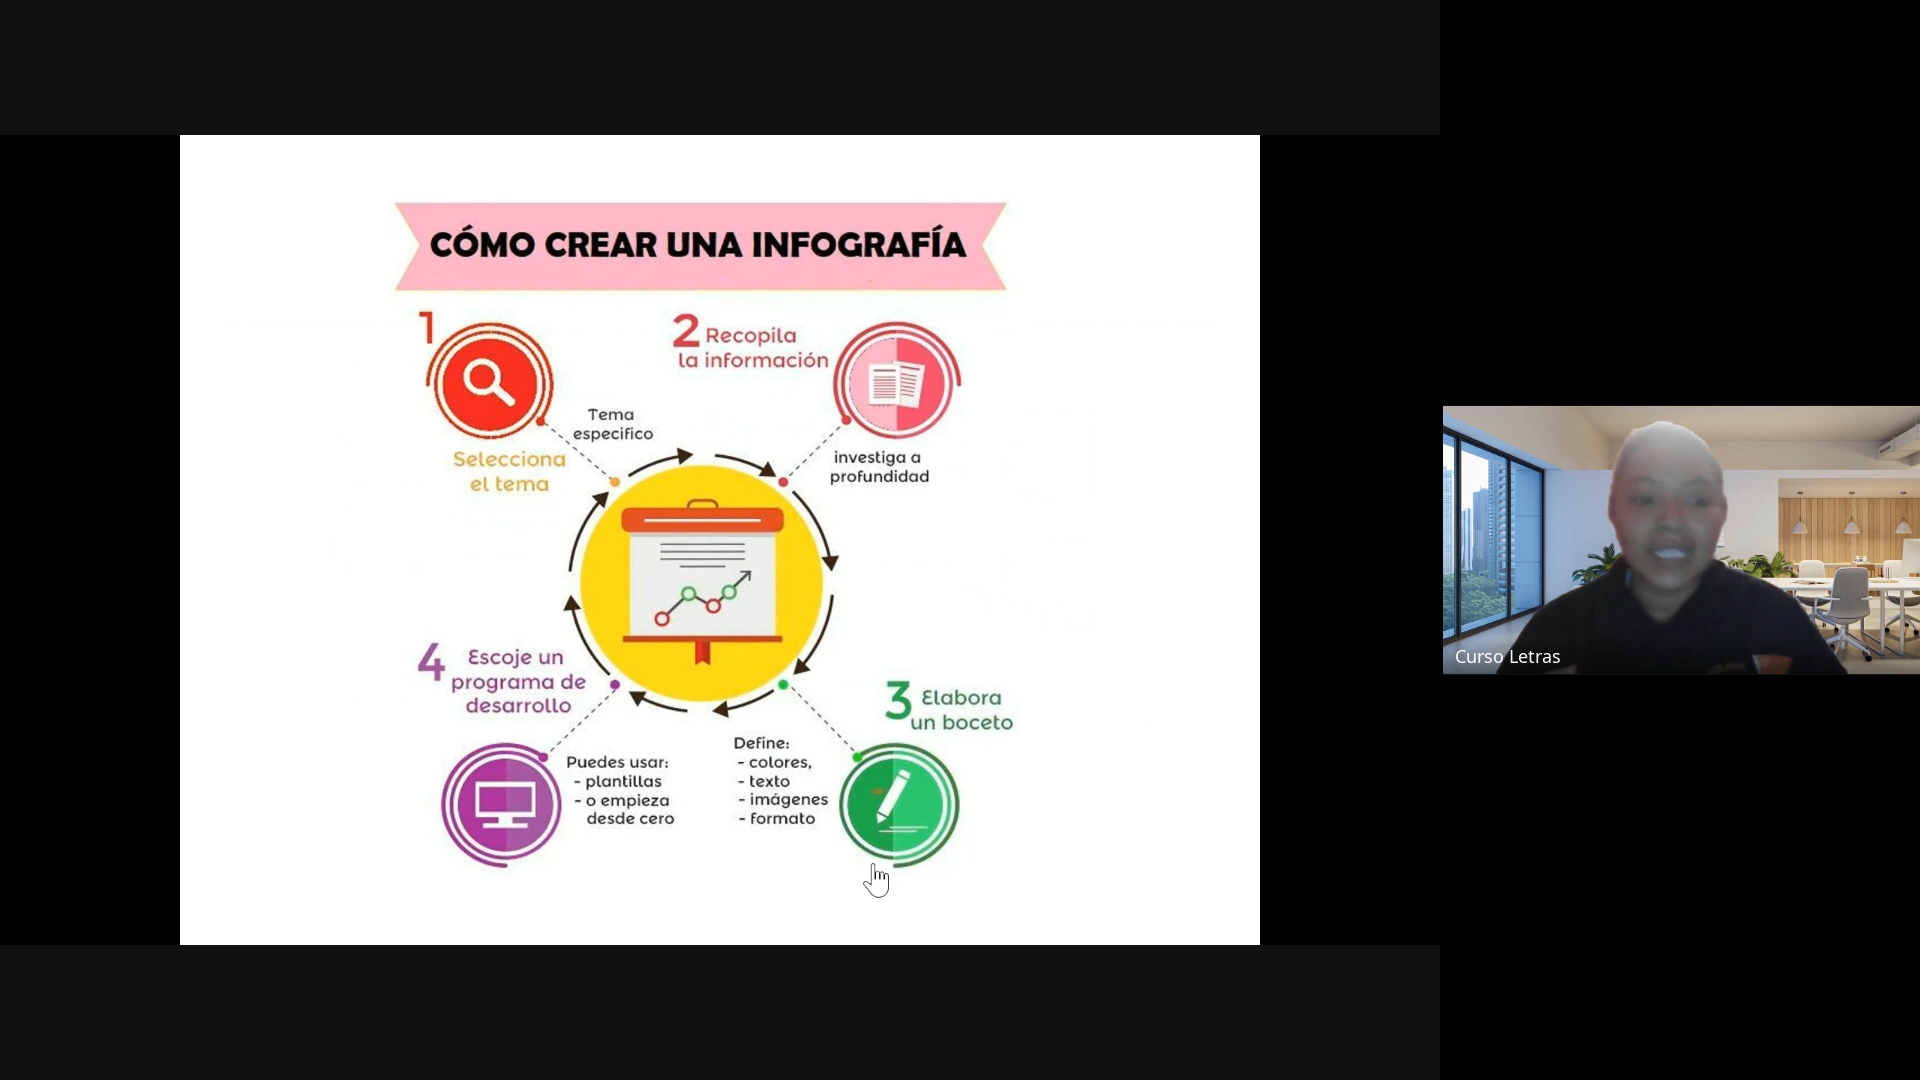 CÓMO CREAR UNA INFOGRAFÍA
1
Selecciona
el tema
Tema
especifico
2 Recopila
la información
investiga a
profundidad
3 Elabora
un boceto
Define:
- colores,
- texto
- imágenes
- formato
4 Escoje un
programa de
desarrollo
Puedes usar:
- plantillas
- o empieza
desde cero
Curso Letras